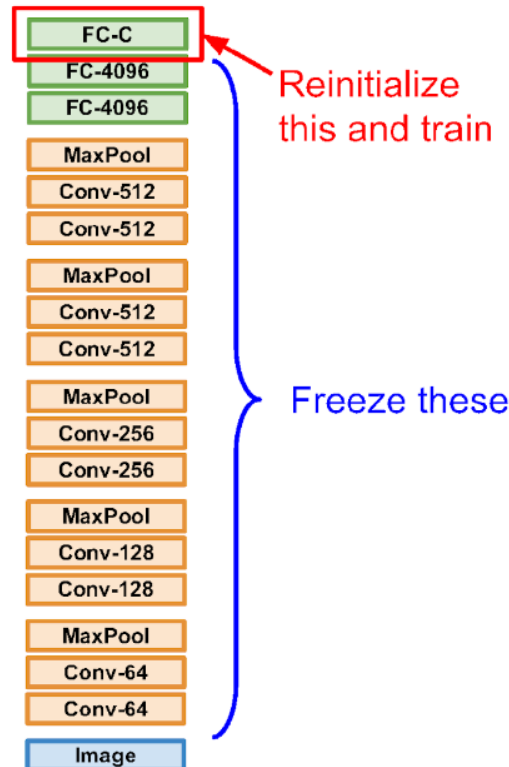 FC-C
FC-4096
FC-4096
MaxPool
Conv-512
Conv-512
MaxPool
Conv-512
Conv-512
MaxPool
Conv-256
Conv-256
MaxPool
Conv-128
Conv-128
MaxPool
Conv-64
Conv-64
Image
Reinitialize
this and train
Freeze these